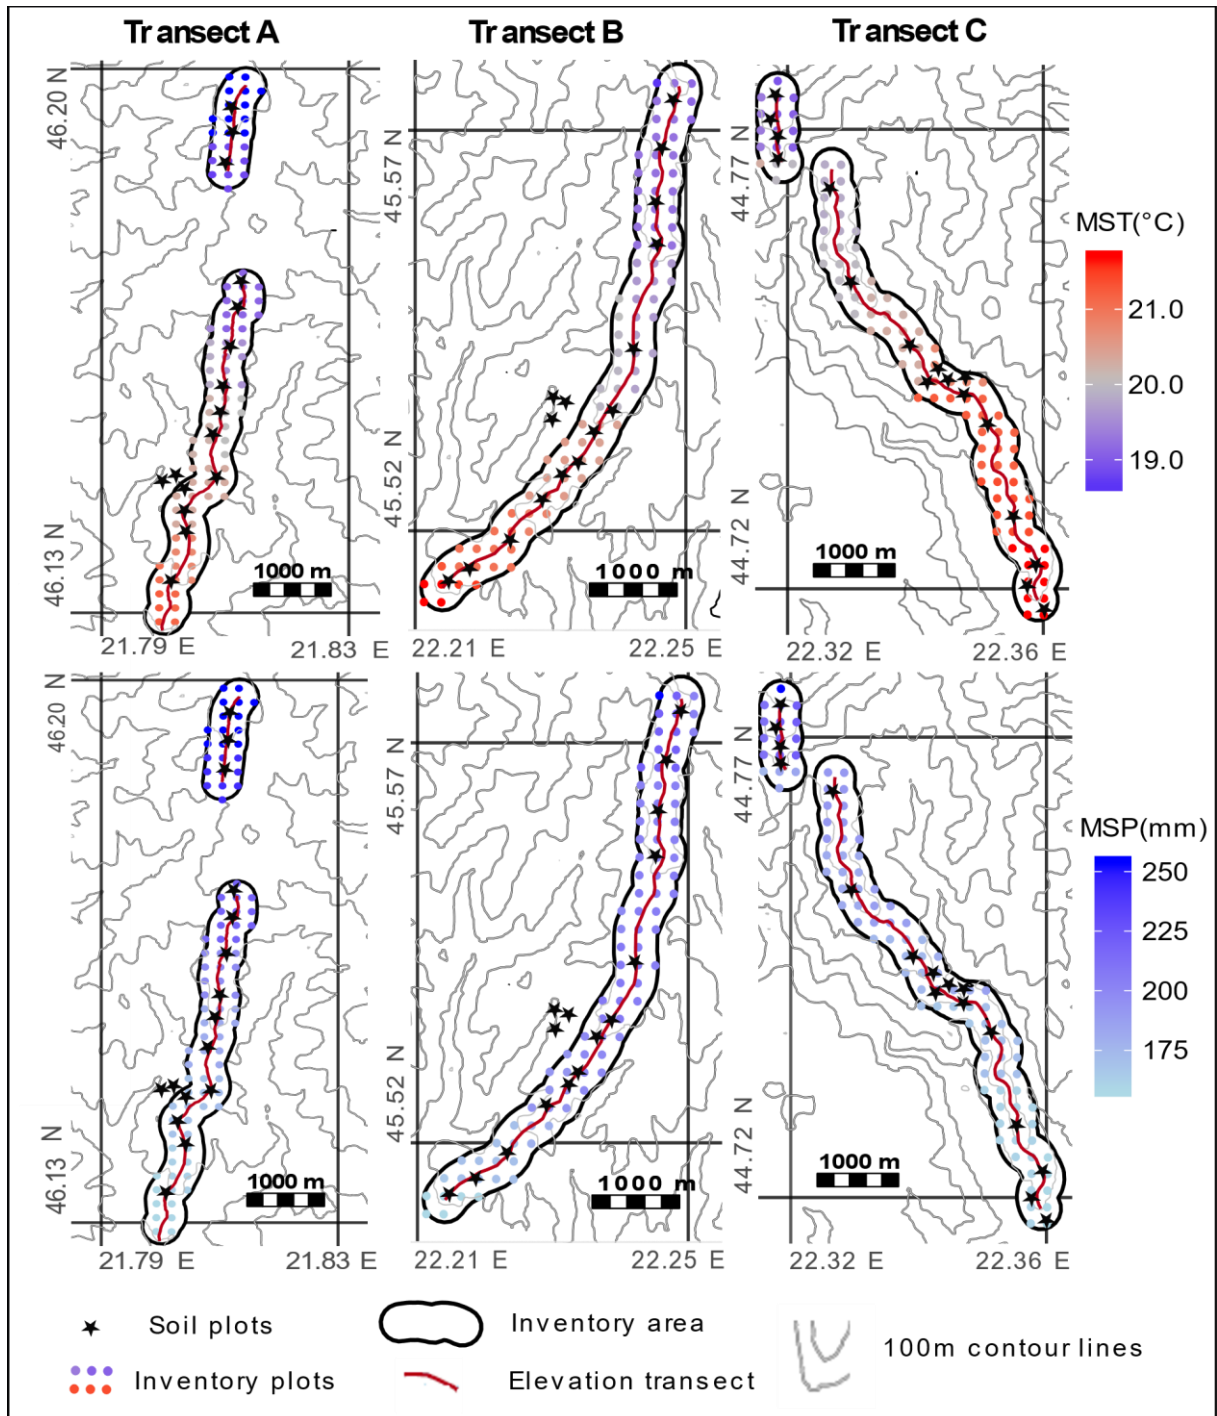 Transect A
Transect B
Transect C
46.20 N
46.13 N
45.57 N
45.52 N
44.77 N
44.72 N
1000 m
1000 m
1000 m
21.79 E
21.83 E
22.21 E
22.25 E
22.32 E
22.36 E
MST(°C)
21.0
20.0
19.0
46.20 N
46.13 N
45.57 N
45.52 N
44.77 N
44.72 N
1000 m
1000 m
1000 m
21.79 E
21.83 E
22.21 E
22.25 E
22.32 E
22.36 E
MSP(mm)
250
225
200
175
Soil plots
Inventory area
100m contour lines
Inventory plots
Elevation transect